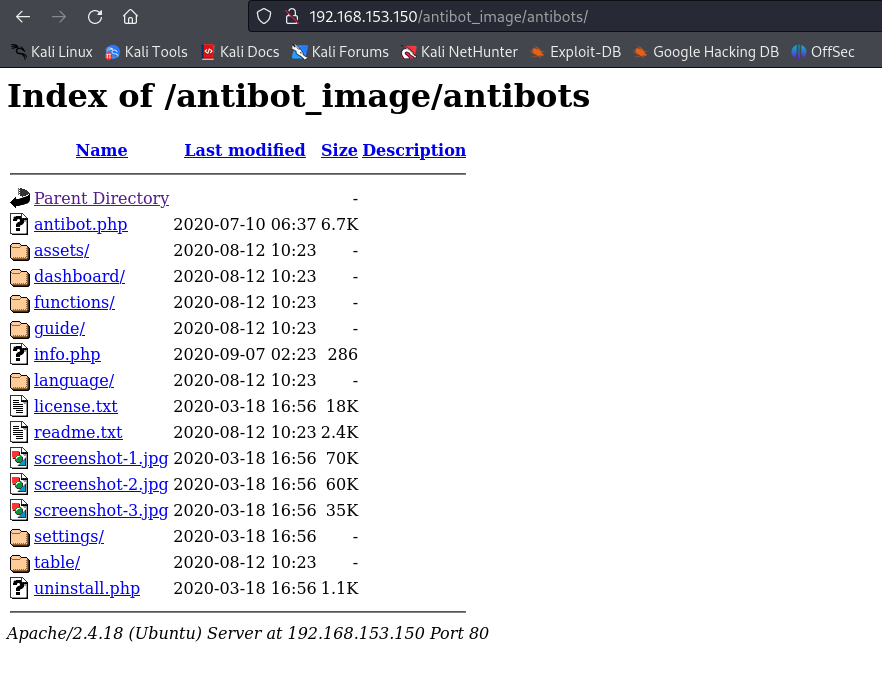 192.168.153.150/antibot_image/antibots/
Kali Linux Kali Tools Kali Docs Kali Forums Kali NetHunter Exploit-DB Google Hacking DB OffSec
Index of /antibot_image/antibots
Name Last modified Size Description
Parent Directory -
antibot.php 2020-07-10 06:37 6.7K
assets/ 2020-08-12 10:23 -
dashboard/ 2020-08-12 10:23 -
functions/ 2020-08-12 10:23 -
guide/ 2020-08-12 10:23 -
info.php 2020-09-07 02:23 286
language/ 2020-08-12 10:23 -
license.txt 2020-03-18 16:56 18K
readme.txt 2020-08-12 10:23 2.4K
screenshot-1.jpg 2020-03-18 16:56 70K
screenshot-2.jpg 2020-03-18 16:56 60K
screenshot-3.jpg 2020-03-18 16:56 35K
settings/ 2020-03-18 16:56 -
table/ 2020-08-12 10:23 -
uninstall.php 2020-03-18 16:56 1.1K
Apache/2.4.18 (Ubuntu) Server at 192.168.153.150 Port 80